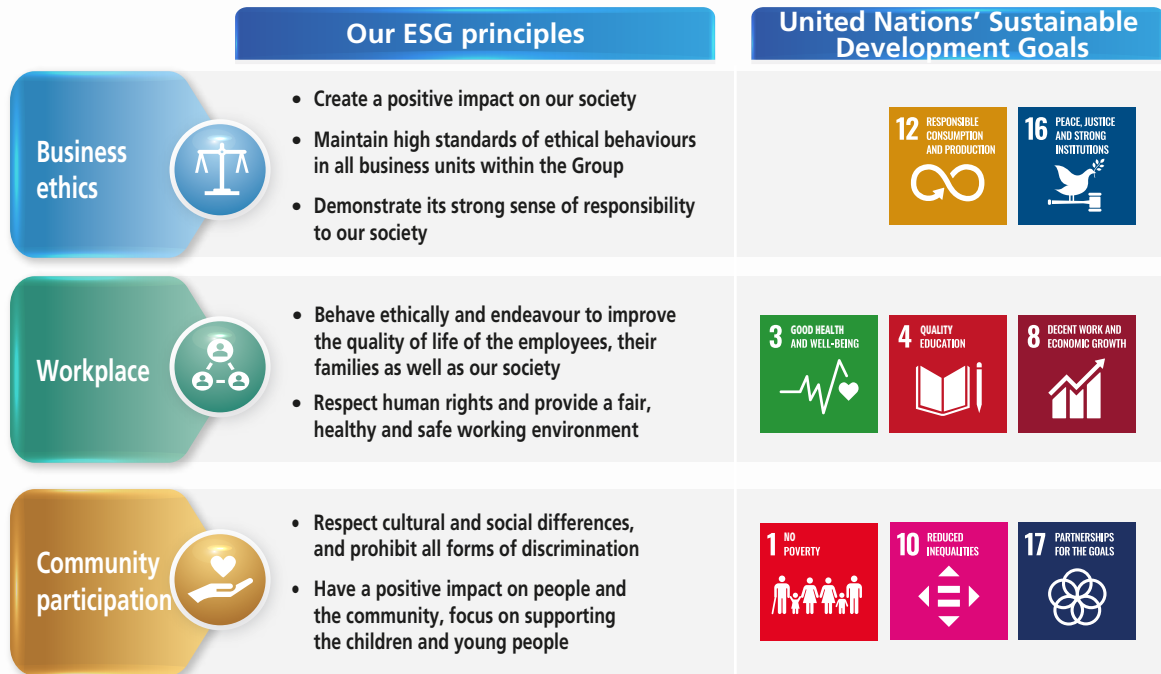 Our ESG principles
United Nations' Sustainable
Development Goals
Business
ethics
• Create a positive impact on our society
• Maintain high standards of ethical behaviours
in all business units within the Group
• Demonstrate its strong sense of responsibility
to our society
12 RESPONSIBLE
CONSUMPTION
AND PRODUCTION
16 PEACE, JUSTICE
AND STRONG
INSTITUTIONS
Workplace
• Behave ethically and endeavour to improve
the quality of life of the employees, their
families as well as our society
• Respect human rights and provide a fair,
healthy and safe working environment
3 GOOD HEALTH
AND WELL-BEING
4 QUALITY
EDUCATION
8 DECENT WORK AND
ECONOMIC GROWTH
Community
participation
• Respect cultural and social differences,
and prohibit all forms of discrimination
• Have a positive impact on people and
the community, focus on supporting
the children and young people
1 NO
POVERTY
10 REDUCED
INEQUALITIES
17 PARTNERSHIPS
FOR THE GOALS